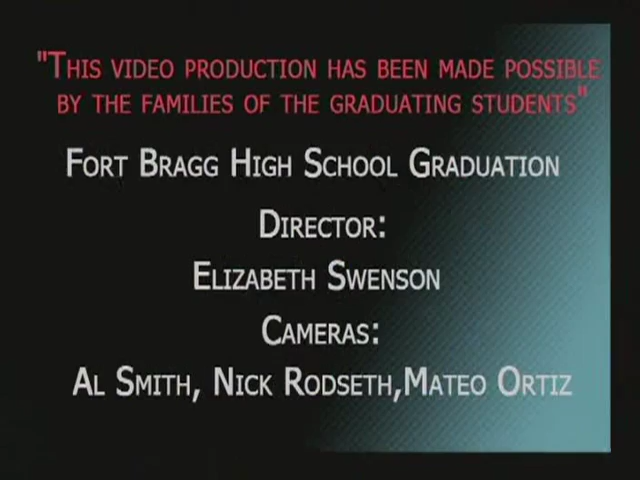 "This video production has been made possible
by the families of the graduating students"
Fort Bragg High School Graduation
Director:
Elizabeth Swenson
Cameras:
Al Smith, Nick Rodseth,Mateo Ortiz